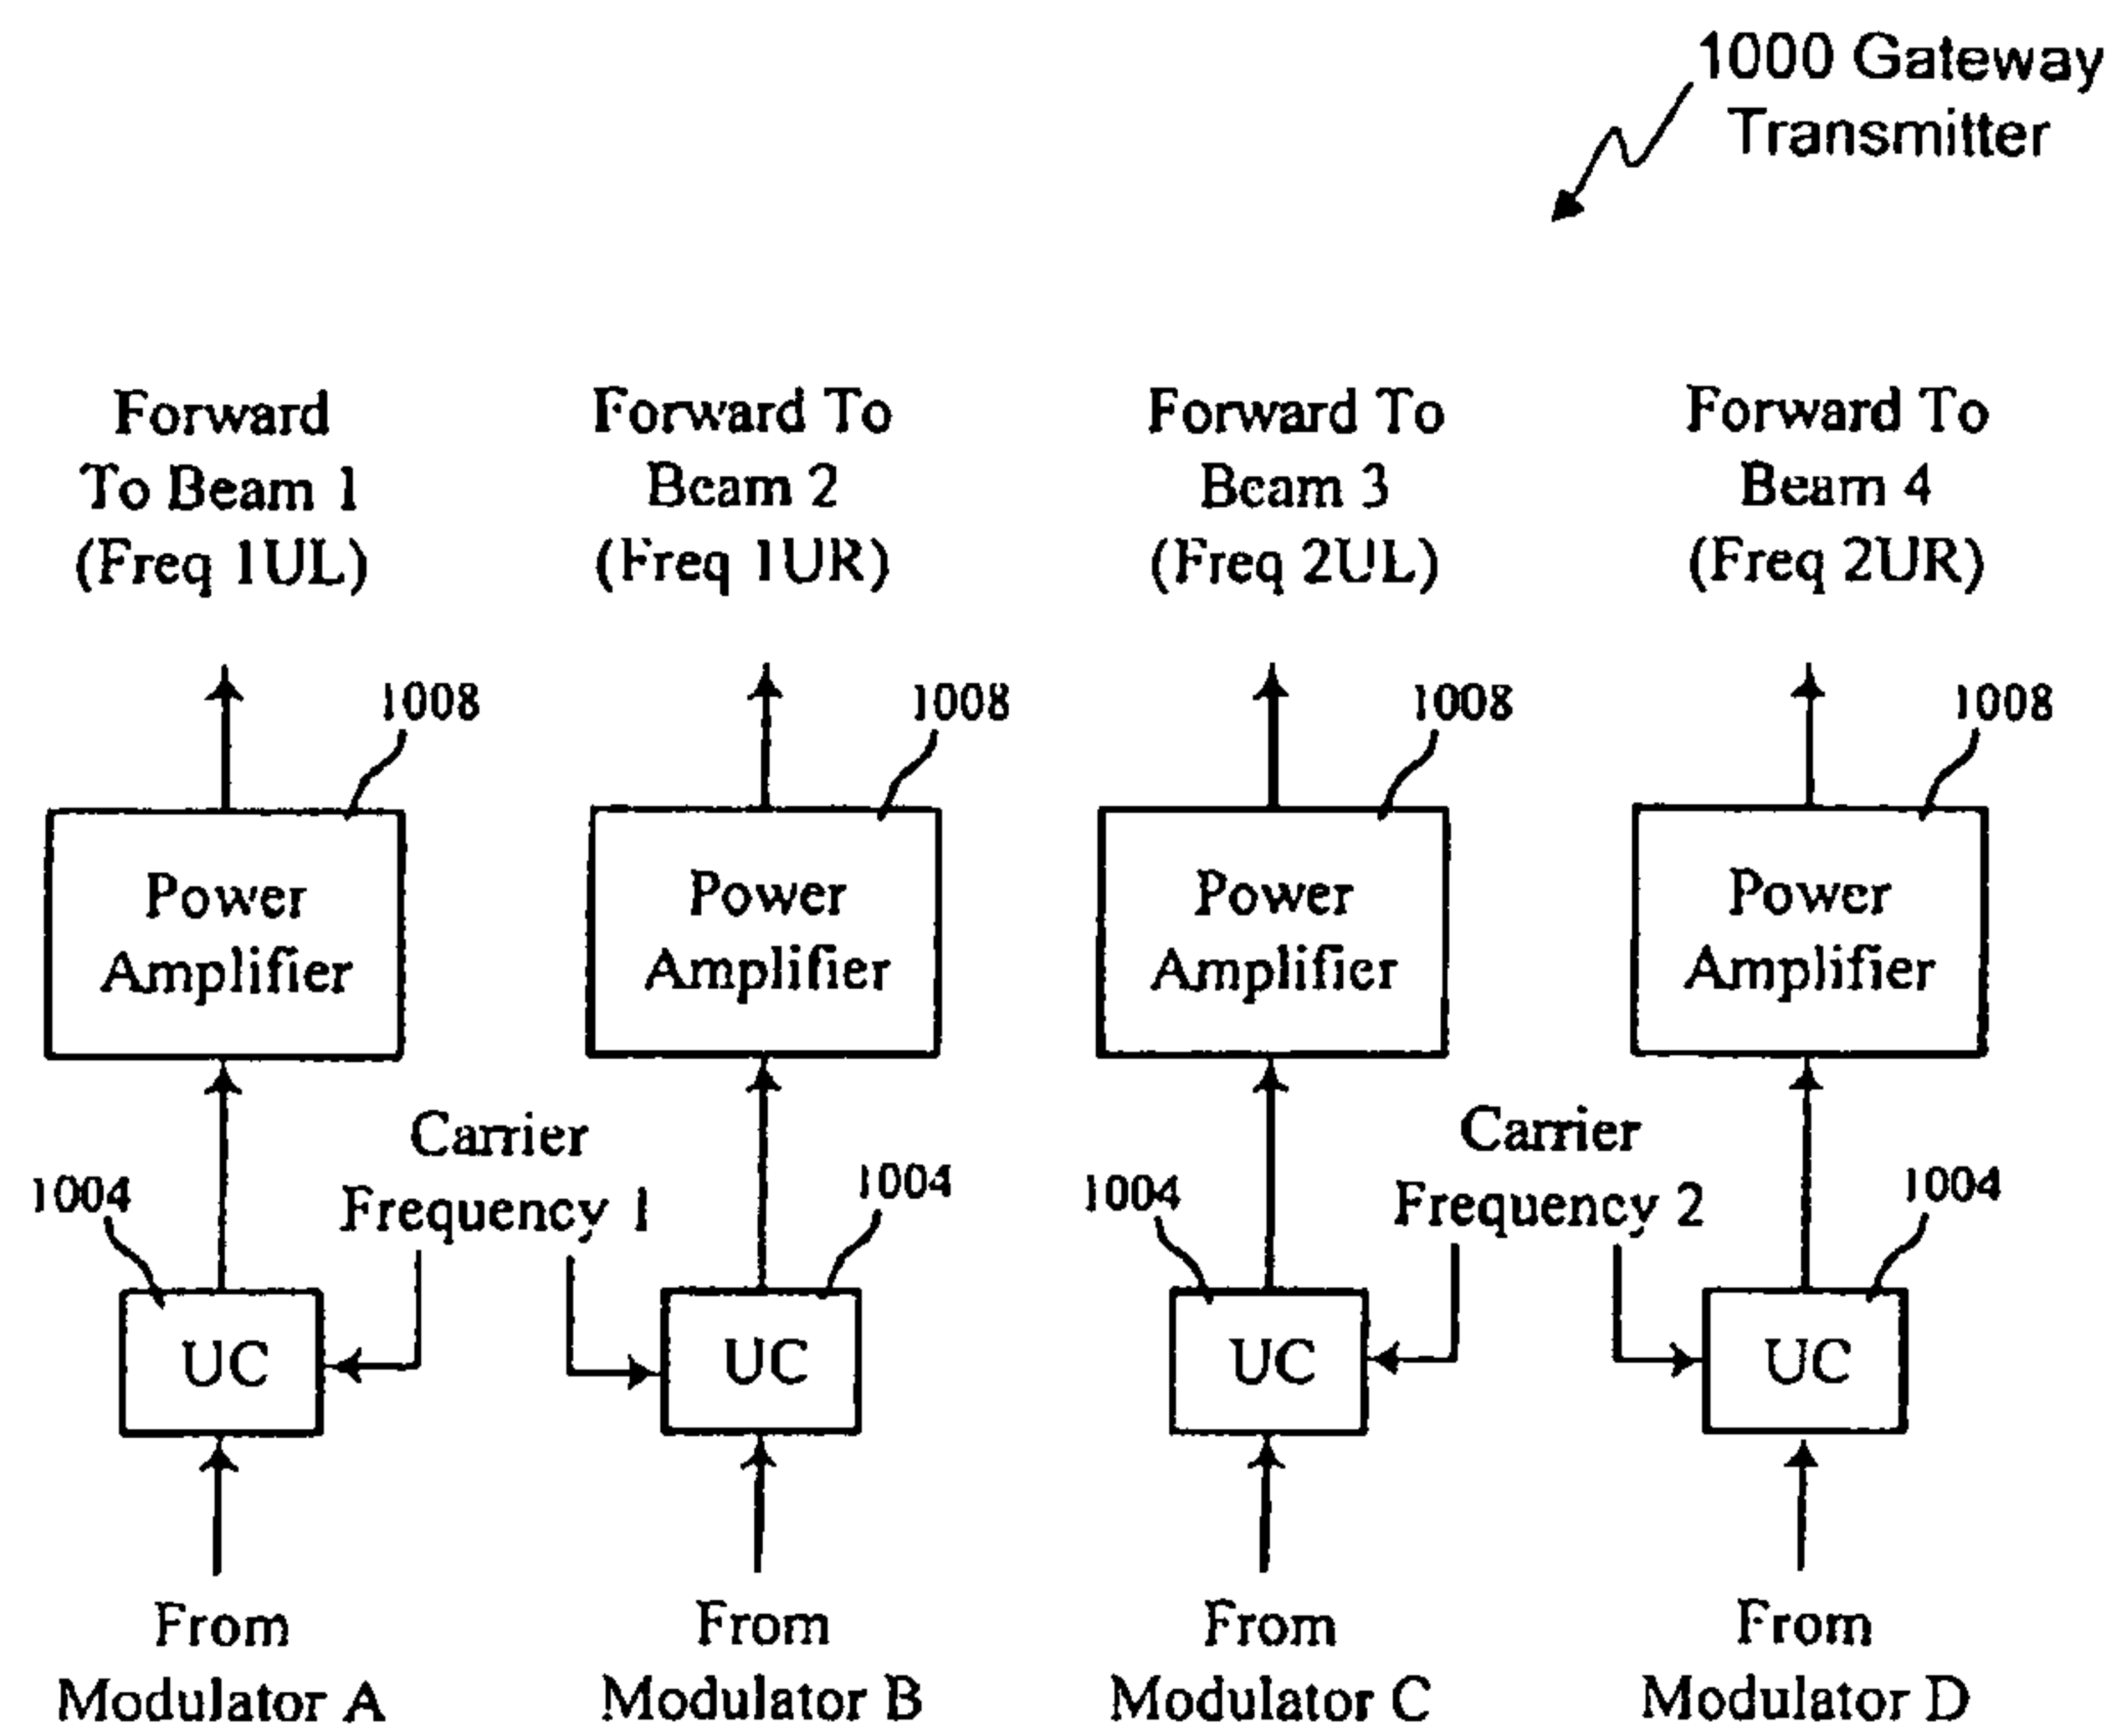 1000 Gateway
Transmitter
Forward
To Beam 1
(Freq 1UL)
Forward To
Beam 2
(Freq 1UR)
Forward To
Beam 3
(Freq 2UL)
Forward To
Beam 4
(Freq 2UR)
1008
1008
1008
1008
Power
Amplifier
Power
Amplifier
Power
Amplifier
Power
Amplifier
Carrier
Frequency 1
Carrier
Frequency 2
1004
1004
1004
1004
UC
UC
UC
UC
From
Modulator A
From
Modulator B
From
Modulator C
From
Modulator D